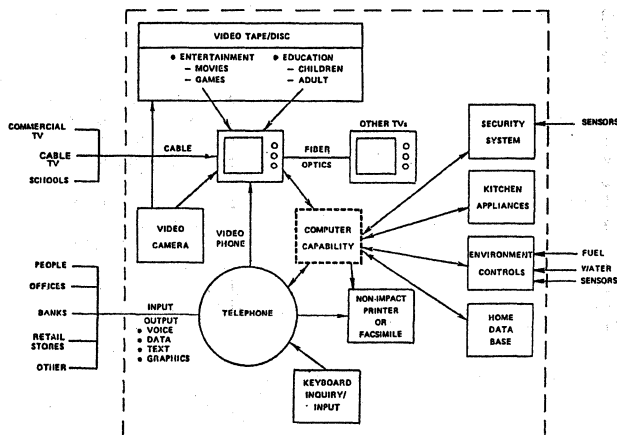 VIDEO TAPE/DISC
● ENTERTAINMENT
– MOVIES
– GAMES
● EDUCATION
– CHILDREN
– ADULT
COMMERCIAL
TV
CABLE
TV
SCHOOLS
CABLE
FIBER
OPTICS
OTHER TVs
SECURITY
SYSTEM
SENSORS
KITCHEN
APPLIANCES
VIDEO
CAMERA
VIDEO
PHONE
COMPUTER
CAPABILITY
ENVIRONMENT
CONTROLS
FUEL
WATER
SENSORS
PEOPLE
OFFICES
BANKS
RETAIL
STORES
OTHER
INPUT
OUTPUT
● VOICE
● DATA
● TEXT
● GRAPHICS
TELEPHONE
NON-IMPACT
PRINTER
OR
FACSIMILE
HOME
DATA
BASE
KEYBOARD
INQUIRY/
INPUT